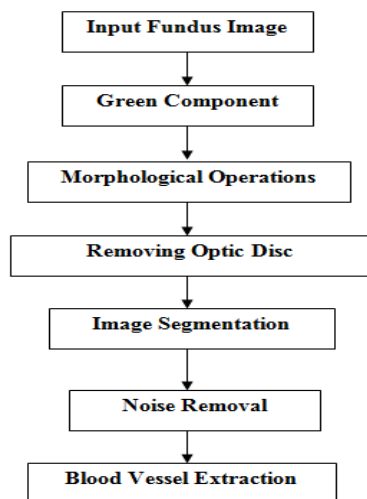 Input Fundus Image
Green Component
Morphological Operations
Removing Optic Disc
Image Segmentation
Noise Removal
Blood Vessel Extraction